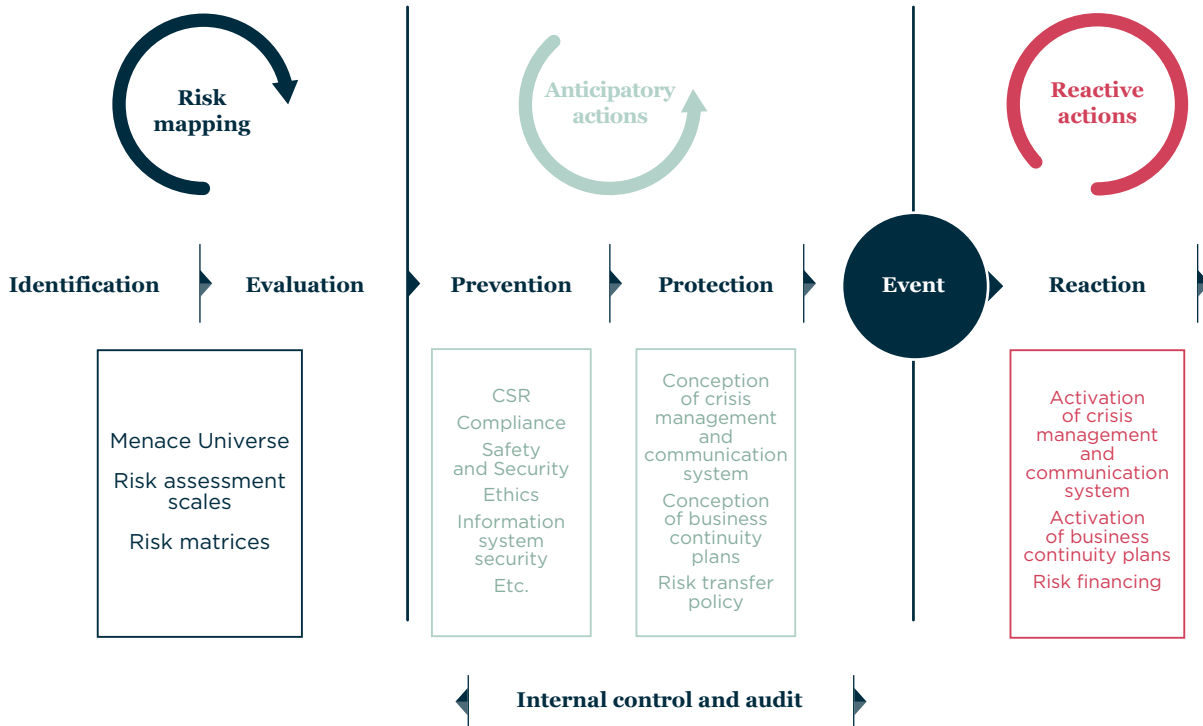 Risk
mapping
Anticipatory
actions
Reactive
actions
Identification
Evaluation
Prevention
Protection
Event
Reaction
Menace Universe
Risk assessment
scales
Risk matrices
CSR
Compliance
Safety
and Security
Ethics
Information
system
security
Etc.
Conception
of crisis
management
and
communication
system
Conception
of business
continuity
plans
Risk transfer
policy
Activation
of crisis
management
and
communication
system
Activation
of business
continuity plans
Risk financing
Internal control and audit